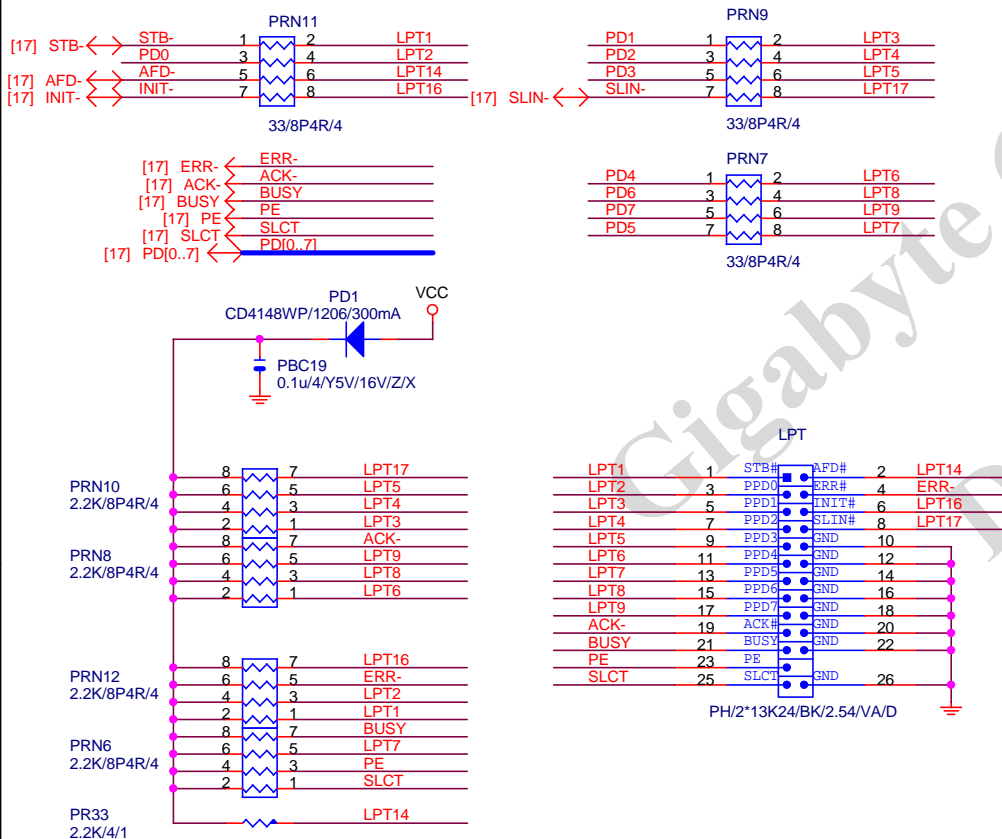 PRN11
[17] STB- STB- 1 2 LPT1
PD0 3 4 LPT2
[17] AFD- AFD- 5 6 LPT14
[17] INIT- INIT- 7 8 LPT16
33/8P4R/4
PRN9
PD1 1 2 LPT3
PD2 3 4 LPT4
PD3 5 6 LPT5
[17] SLIN- SLIN- 7 8 LPT17
33/8P4R/4
[17] ERR- ERR-
[17] ACK- ACK-
[17] BUSY BUSY
[17] PE PE
[17] SLCT SLCT
[17] PD[0..7] PD[0..7]
PRN7
PD4 1 2 LPT6
PD6 3 4 LPT8
PD7 5 6 LPT9
PD5 7 8 LPT7
33/8P4R/4
PD1
CD4148WP/1206/300mA
VCC
PBC19
0.1u/4/Y5V/16V/Z/X
PRN10
2.2K/8P4R/4
8 7 LPT17
6 5 LPT5
4 3 LPT4
2 1 LPT3
PRN8
2.2K/8P4R/4
8 7 ACK-
6 5 LPT9
4 3 LPT8
2 1 LPT6
PRN12
2.2K/8P4R/4
8 7 LPT16
6 5 ERR-
4 3 LPT2
2 1 LPT1
PRN6
2.2K/8P4R/4
8 7 BUSY
6 5 LPT7
4 3 PE
2 1 SLCT
PR33
2.2K/4/1
LPT14
LPT
LPT1 1 STB# AFD# 2 LPT14
LPT2 3 PPD0 ERR# 4 ERR-
LPT3 5 PPD1 INIT# 6 LPT16
LPT4 7 PPD2 SLIN# 8 LPT17
LPT5 9 PPD3 GND 10
LPT6 11 PPD4 GND 12
LPT7 13 PPD5 GND 14
LPT8 15 PPD6 GND 16
LPT9 17 PPD7 GND 18
ACK- 19 ACK# GND 20
BUSY 21 BUSY GND 22
PE 23 PE
SLCT 25 SLCT GND 26
PH/2*13K24/BK/2.54/VA/D
Gigabyte